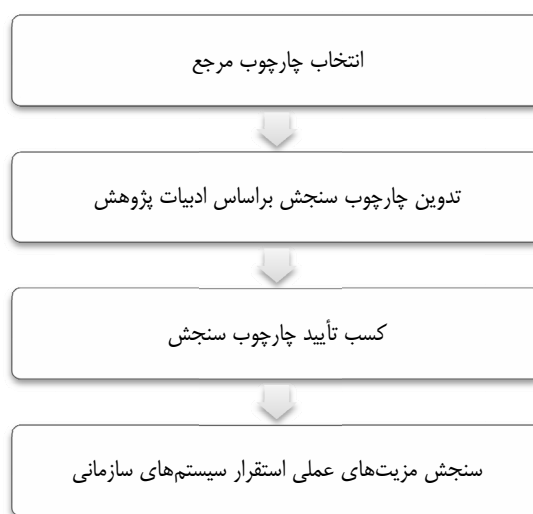 انتخاب چارچوب مرجع
تدوین چارچوب سنجش براساس ادبیات پژوهش
کسب تأیید چارچوب سنجش
سنجش مزیت‌های عملی استقرار سیستم‌های سازمانی